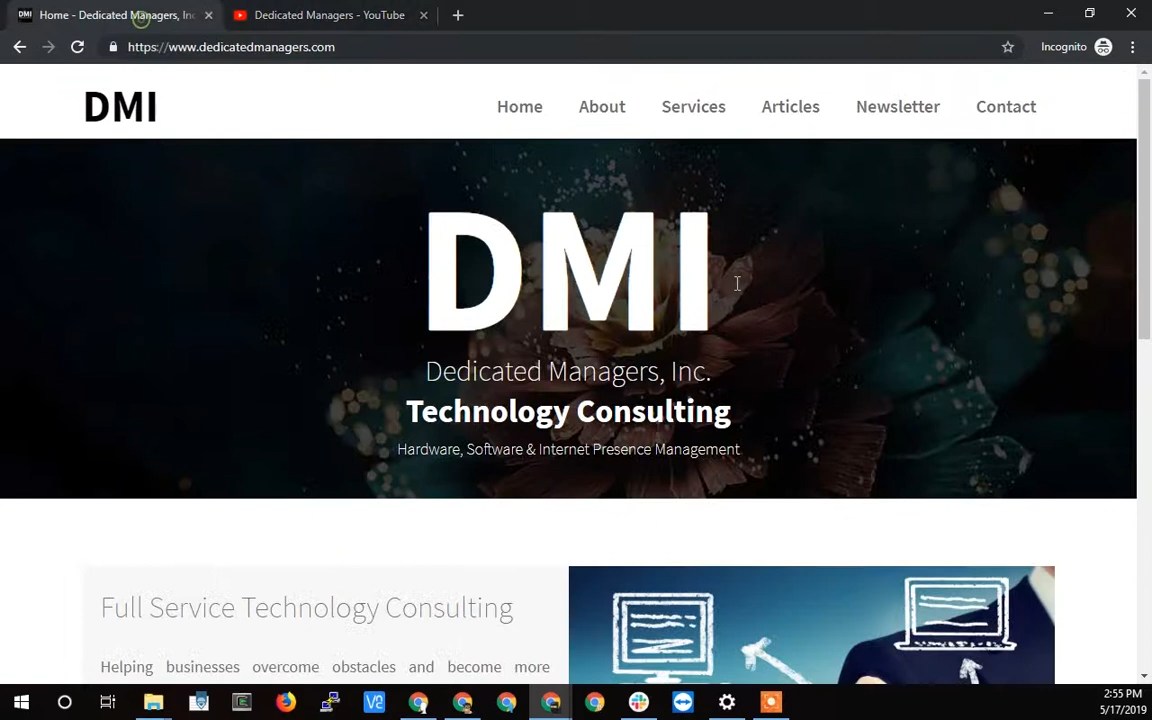 DMI Home - Dedicated Managers, Inc
Dedicated Managers - YouTube
https://www.dedicatedmanagers.com
Incognito
DMI
Home About Services Articles Newsletter Contact
DMI
Dedicated Managers, Inc.
Technology Consulting
Hardware, Software & Internet Presence Management
Full Service Technology Consulting
Helping businesses overcome obstacles and become more
2:55 PM
5/17/2019